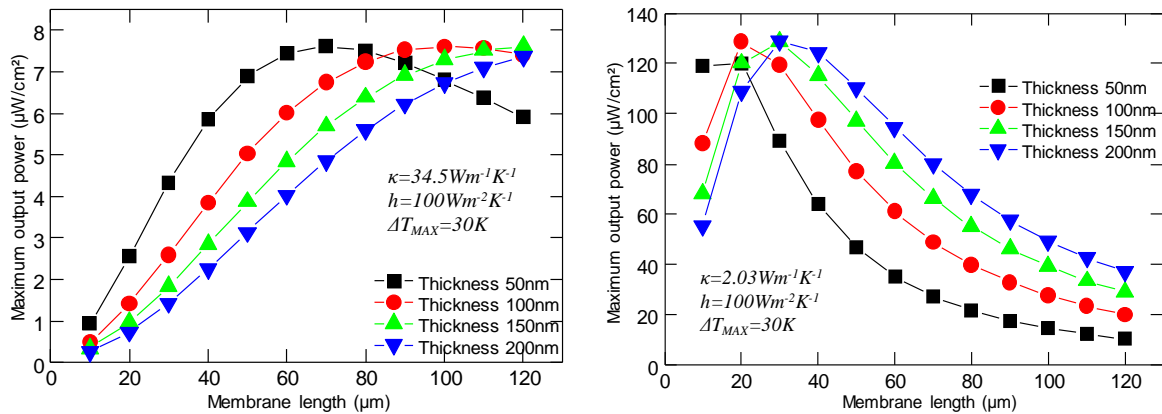 Maximum output power (µW/cm²)
8
7
6
5
4
3
2
1
0
κ=34.5Wm⁻¹K⁻¹
h=100Wm⁻²K⁻¹
ΔT_MAX=30K
Thickness 50nm
Thickness 100nm
Thickness 150nm
Thickness 200nm
0 20 40 60 80 100 120
Membrane length (µm)
Maximum output power (µW/cm²)
140
120
100
80
60
40
20
0
Thickness 50nm
Thickness 100nm
Thickness 150nm
Thickness 200nm
κ=2.03Wm⁻¹K⁻¹
h=100Wm⁻²K⁻¹
ΔT_MAX=30K
0 20 40 60 80 100 120
Membrane length (µm)